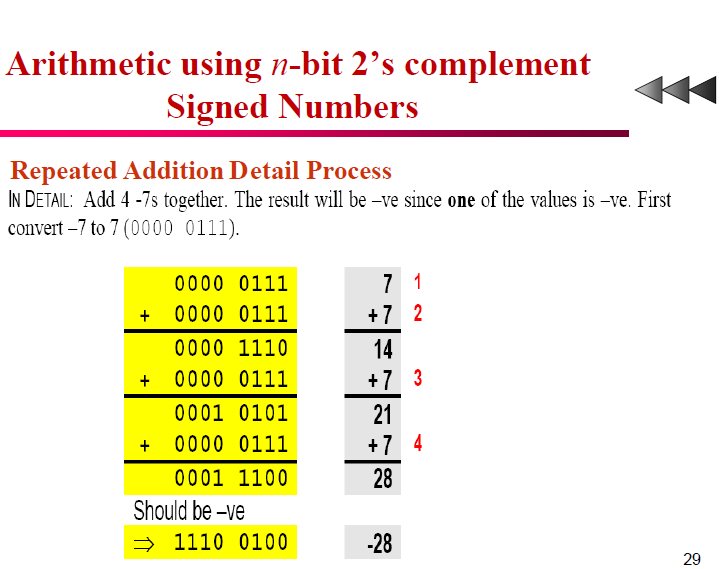 Arithmetic using n-bit 2’s complement
Signed Numbers
Repeated Addition Detail Process
IN DETAIL: Add 4 -7s together. The result will be –ve since one of the values is –ve. First
convert –7 to 7 (0000 0111).
0000 0111 7 1
+ 0000 0111 +7 2
0000 1110 14
+ 0000 0111 +7 3
0001 0101 21
+ 0000 0111 +7 4
0001 1100 28
Should be –ve
⇒ 1110 0100 -28
29